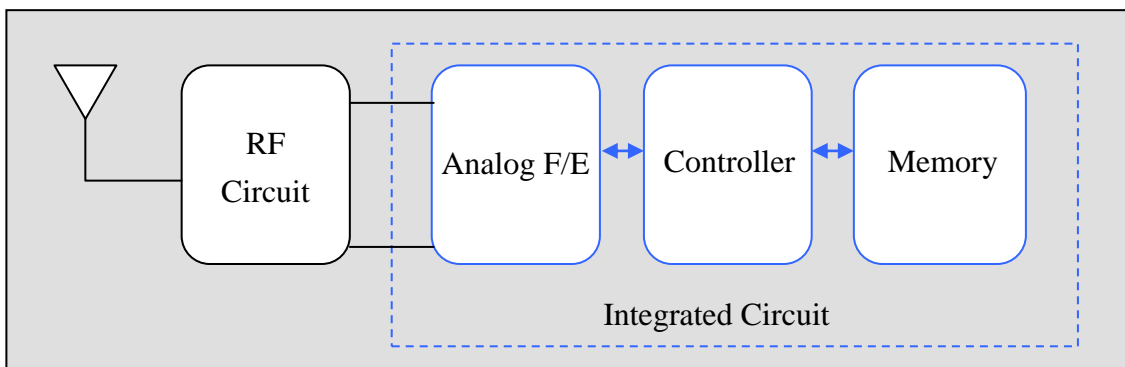 RF
Circuit
Analog F/E
Controller
Memory
Integrated Circuit